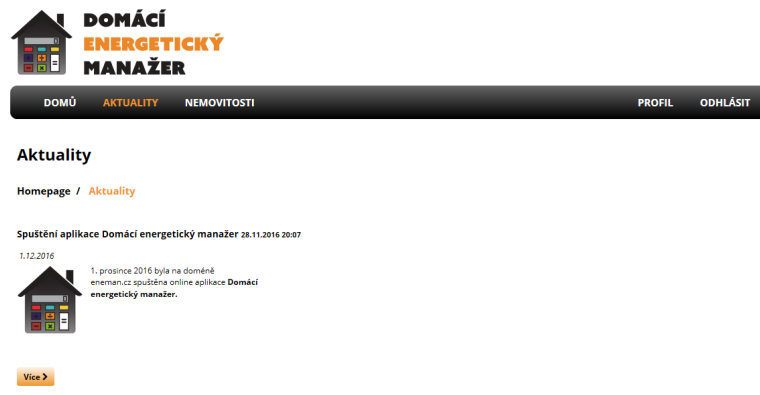 DOMÁCÍ
ENERGETICKÝ
MANAŽER
DOMŮ AKTUALITY NEMOVITOSTI PROFIL ODHLÁSIT
Aktuality
Homepage / Aktuality
Spuštění aplikace Domácí energetický manažer 28.11.2016 20:07
1.12.2016
1. prosince 2016 byla na doméně
eneman.cz spuštěna online aplikace Domácí
energetický manažer.
Více